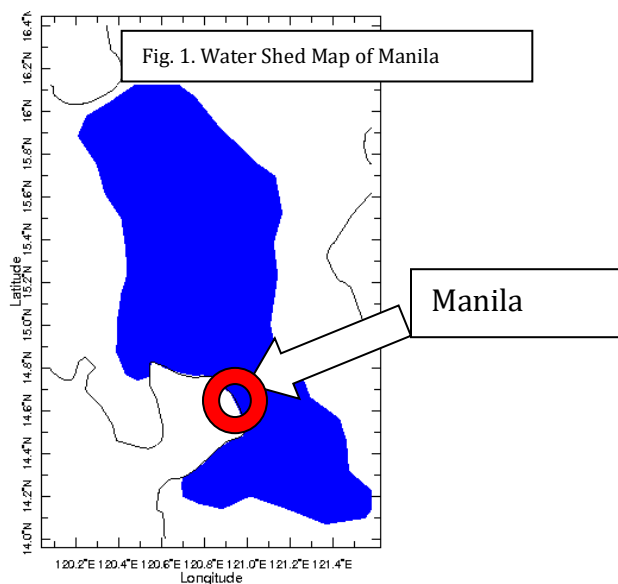 Fig. 1. Water Shed Map of Manila
16.4°N
16.2°N
16°N
15.8°N
15.6°N
15.4°N
15.2°N
15.0°N
14.8°N
14.6°N
14.4°N
14.2°N
14.0°N
Latitude
Manila
120.2°E 120.4°E 120.6°E 120.8°E 121.0°E 121.2°E 121.4°E
Longitude